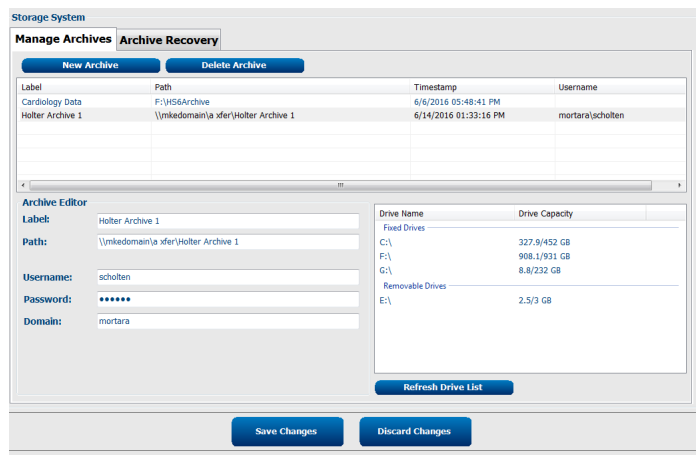 Storage System
Manage Archives Archive Recovery
New Archive Delete Archive
Label Path Timestamp Username
Cardiology Data F:\HS6Archive 6/6/2016 05:48:41 PM
Holter Archive 1 \\mkedomain\a xfer\Holter Archive 1 6/14/2016 01:33:16 PM mortara\scholten
Archive Editor
Label: Holter Archive 1
Path: \\mkedomain\a xfer\Holter Archive 1
Username: scholten
Password: ••••••
Domain: mortara
Drive Name Drive Capacity
Fixed Drives
C:\ 327.9/452 GB
F:\ 908.1/931 GB
G:\ 8.8/232 GB
Removable Drives
E:\ 2.5/3 GB
Refresh Drive List
Save Changes Discard Changes